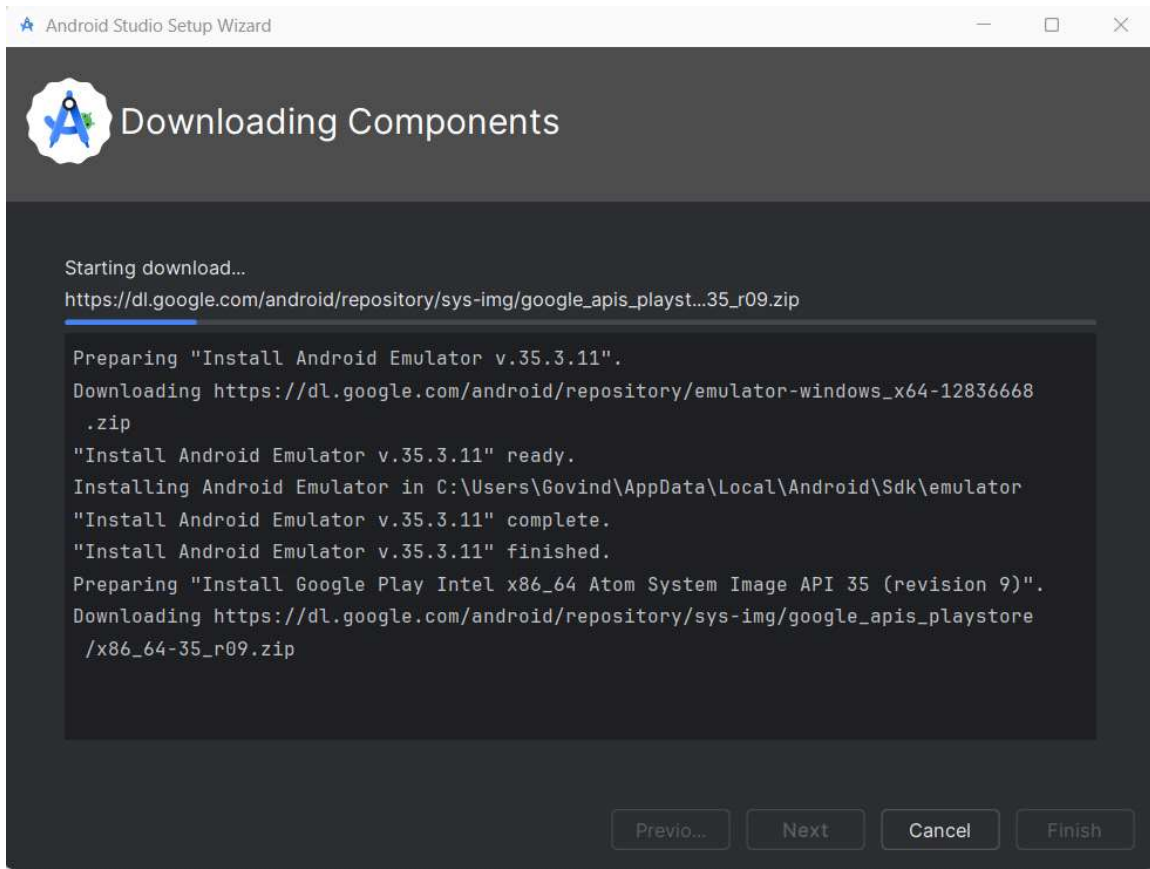 Android Studio Setup Wizard
Downloading Components
Starting download...
https://dl.google.com/android/repository/sys-img/google_apis_playst...35_r09.zip
Preparing "Install Android Emulator v.35.3.11".
Downloading https://dl.google.com/android/repository/emulator-windows_x64-12836668
.zip
"Install Android Emulator v.35.3.11" ready.
Installing Android Emulator in C:\Users\Govind\AppData\Local\Android\Sdk\emulator
"Install Android Emulator v.35.3.11" complete.
"Install Android Emulator v.35.3.11" finished.
Preparing "Install Google Play Intel x86_64 Atom System Image API 35 (revision 9)".
Downloading https://dl.google.com/android/repository/sys-img/google_apis_playstore
/x86_64-35_r09.zip
Previo... Next Cancel Finish